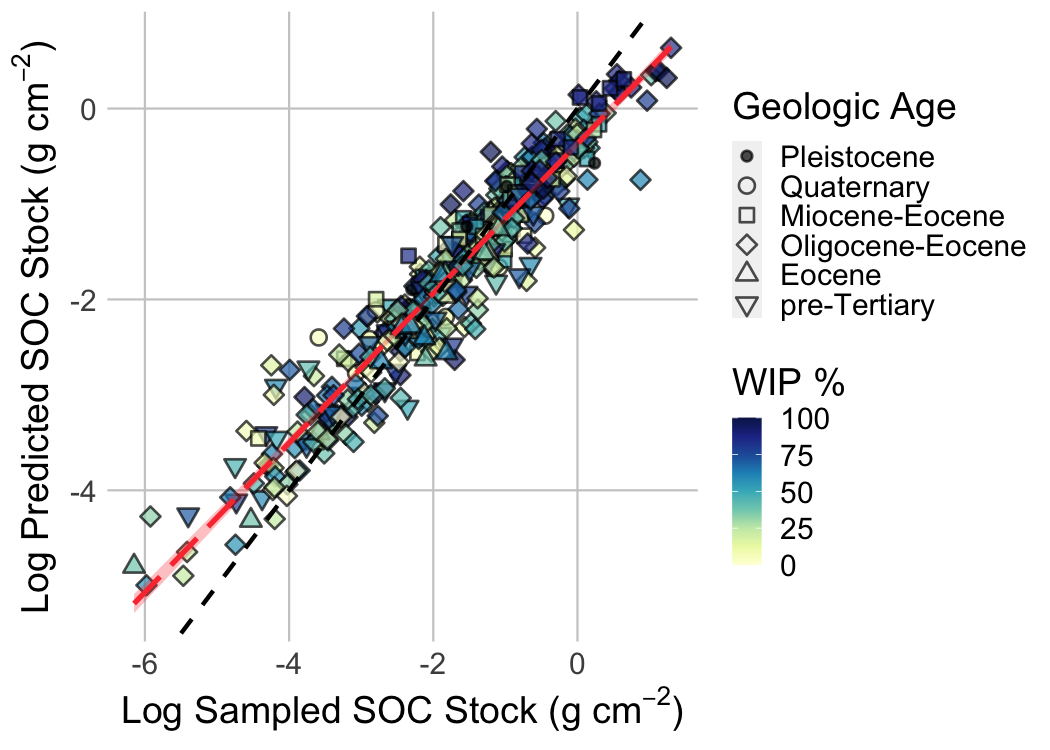 Log Predicted SOC Stock (g cm⁻²)
0
-2
-4
-6
-4
-2
0
Log Sampled SOC Stock (g cm⁻²)
Geologic Age
Pleistocene
Quaternary
Miocene-Eocene
Oligocene-Eocene
Eocene
pre-Tertiary
WIP %
100
75
50
25
0